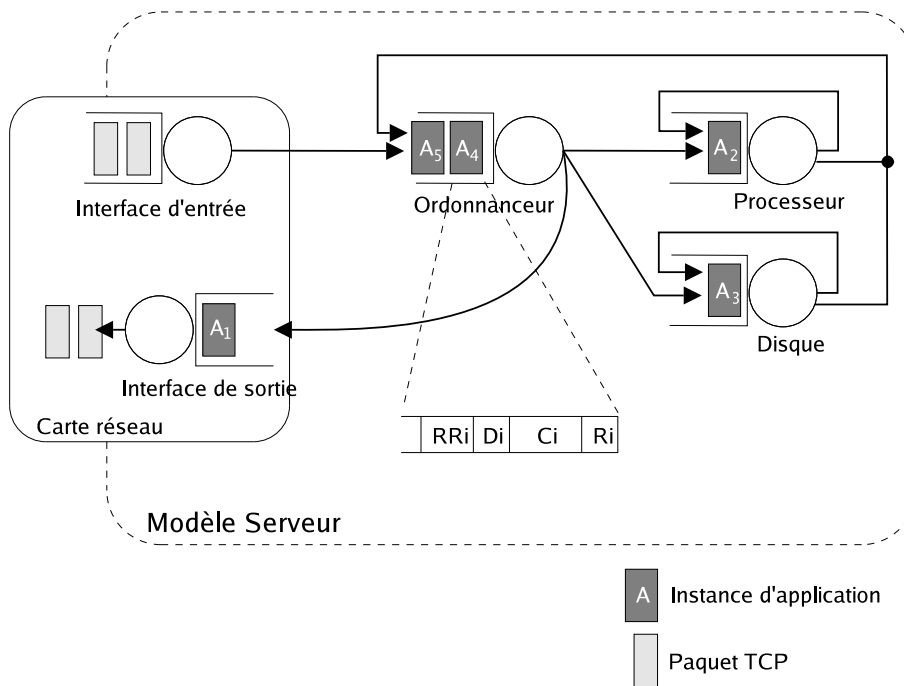 A5
A4
A2
Interface d'entrée
Ordonnanceur
Processeur
A3
A1
Disque
Interface de sortie
Carte réseau
RRi
Di
Ci
Ri
Modèle Serveur
A
Instance d'application
Paquet TCP